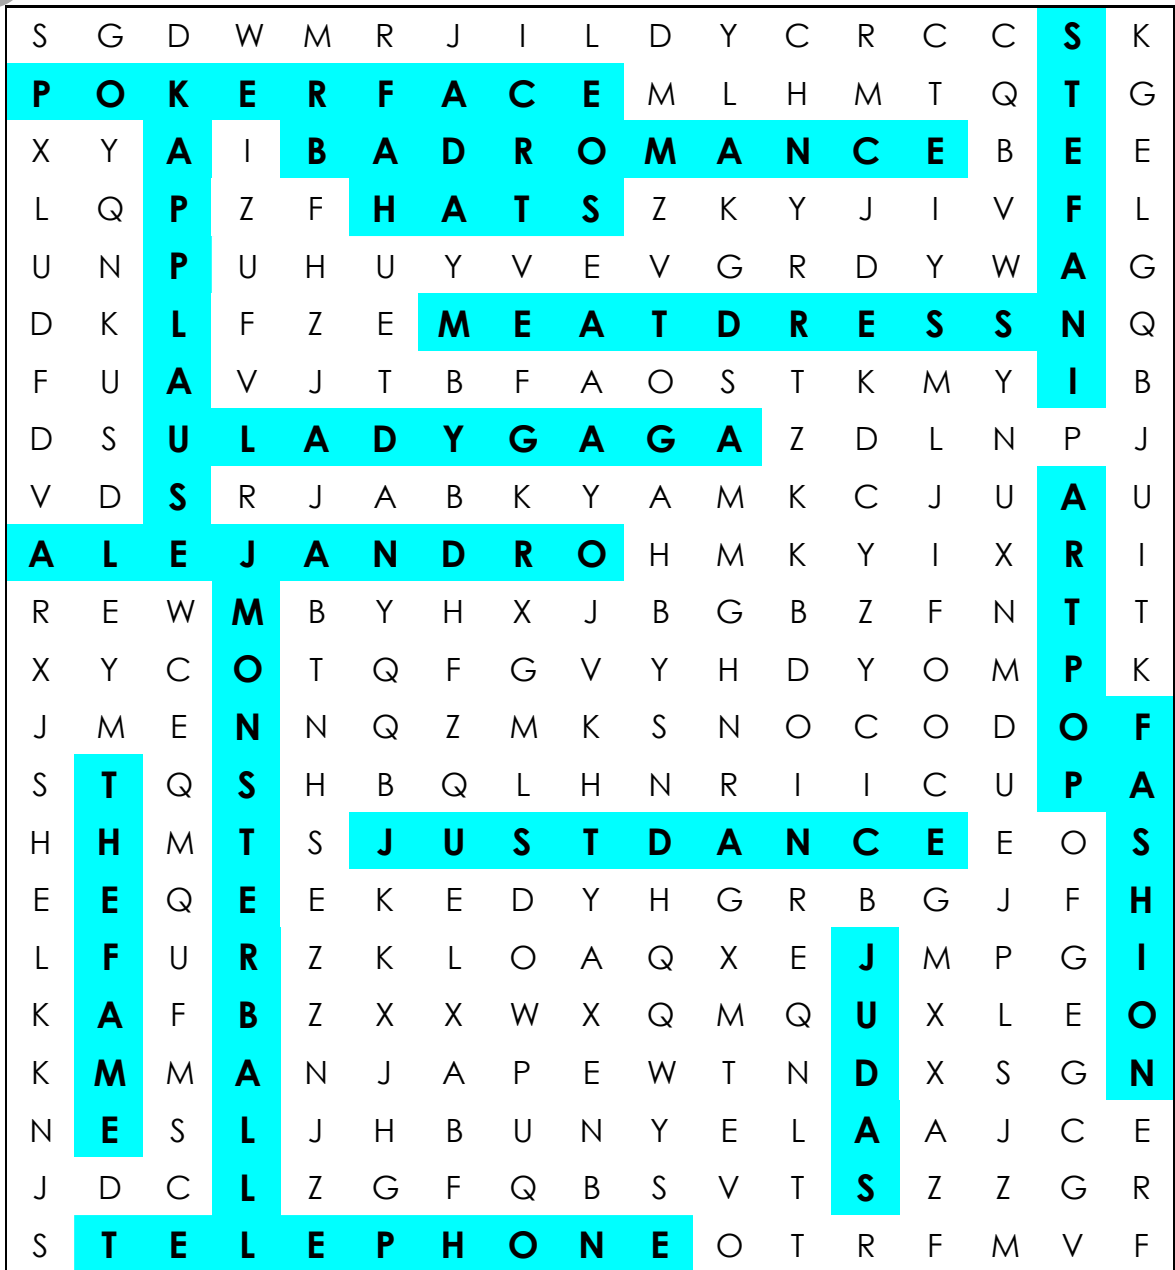 S G D W M R J I L D Y C R C C S K
P O K E R F A C E M L H M T Q T G
X Y A I B A D R O M A N C E B E E
L Q P Z F H A T S Z K Y J I V F L
U N P U H U Y V E V G R D Y W A G
D K L F Z E M E A T D R E S S N Q
F U A V J T B F A O S T K M Y I B
D S U L A D Y G A G A Z D L N P J
V D S R J A B K Y A M K C J U A U
A L E J A N D R O H M K Y I X R I
R E W M B Y H X J B G B Z F N T T
X Y C O T Q F G V Y H D Y O M P K
J M E N N Q Z M K S N O C O D O F
S T Q S H B Q L H N R I I C U P A
H H M T S J U S T D A N C E E O S
E E Q E E K E D Y H G R B G J F H
L F U R Z K L O A Q X E J M P G I
K A F B Z X X W X Q M Q U X L E O
K M M A N J A P E W T N D X S G N
N E S L J H B U N Y E L A A J C E
J D C L Z G F Q B S V T S Z Z G R
S T E L E P H O N E O T R F M V F